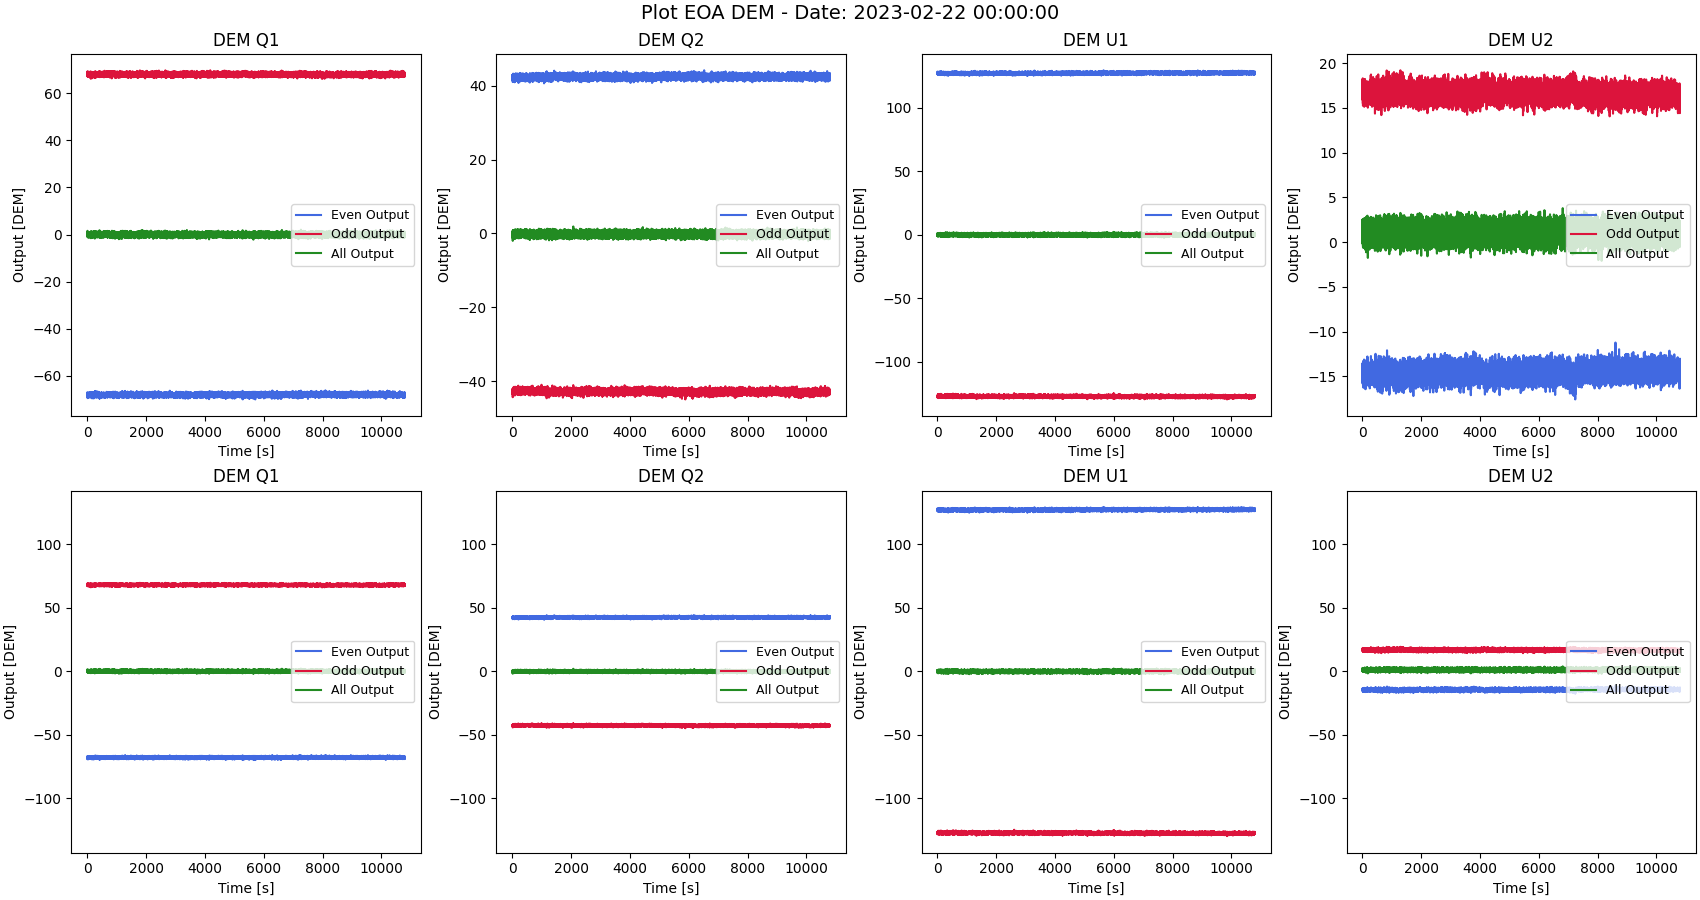 Plot EOA DEM - Date: 2023-02-22 00:00:00
DEM Q1
DEM Q2
DEM U1
DEM U2
Output [DEM]
60
40
20
0
−20
−40
−60
0 2000 4000 6000 8000 10000
Time [s]
Even Output
Odd Output
All Output
Output [DEM]
40
20
0
−20
−40
0 2000 4000 6000 8000 10000
Time [s]
Even Output
Odd Output
All Output
Output [DEM]
100
50
0
−50
−100
0 2000 4000 6000 8000 10000
Time [s]
Even Output
Odd Output
All Output
Output [DEM]
20
15
10
5
0
−5
−10
−15
0 2000 4000 6000 8000 10000
Time [s]
Even Output
Odd Output
All Output
DEM Q1
DEM Q2
DEM U1
DEM U2
Output [DEM]
100
50
0
−50
−100
0 2000 4000 6000 8000 10000
Time [s]
Even Output
Odd Output
All Output
Output [DEM]
100
50
0
−50
−100
0 2000 4000 6000 8000 10000
Time [s]
Even Output
Odd Output
All Output
Output [DEM]
100
50
0
−50
−100
0 2000 4000 6000 8000 10000
Time [s]
Even Output
Odd Output
All Output
Output [DEM]
100
50
0
−50
−100
0 2000 4000 6000 8000 10000
Time [s]
Even Output
Odd Output
All Output